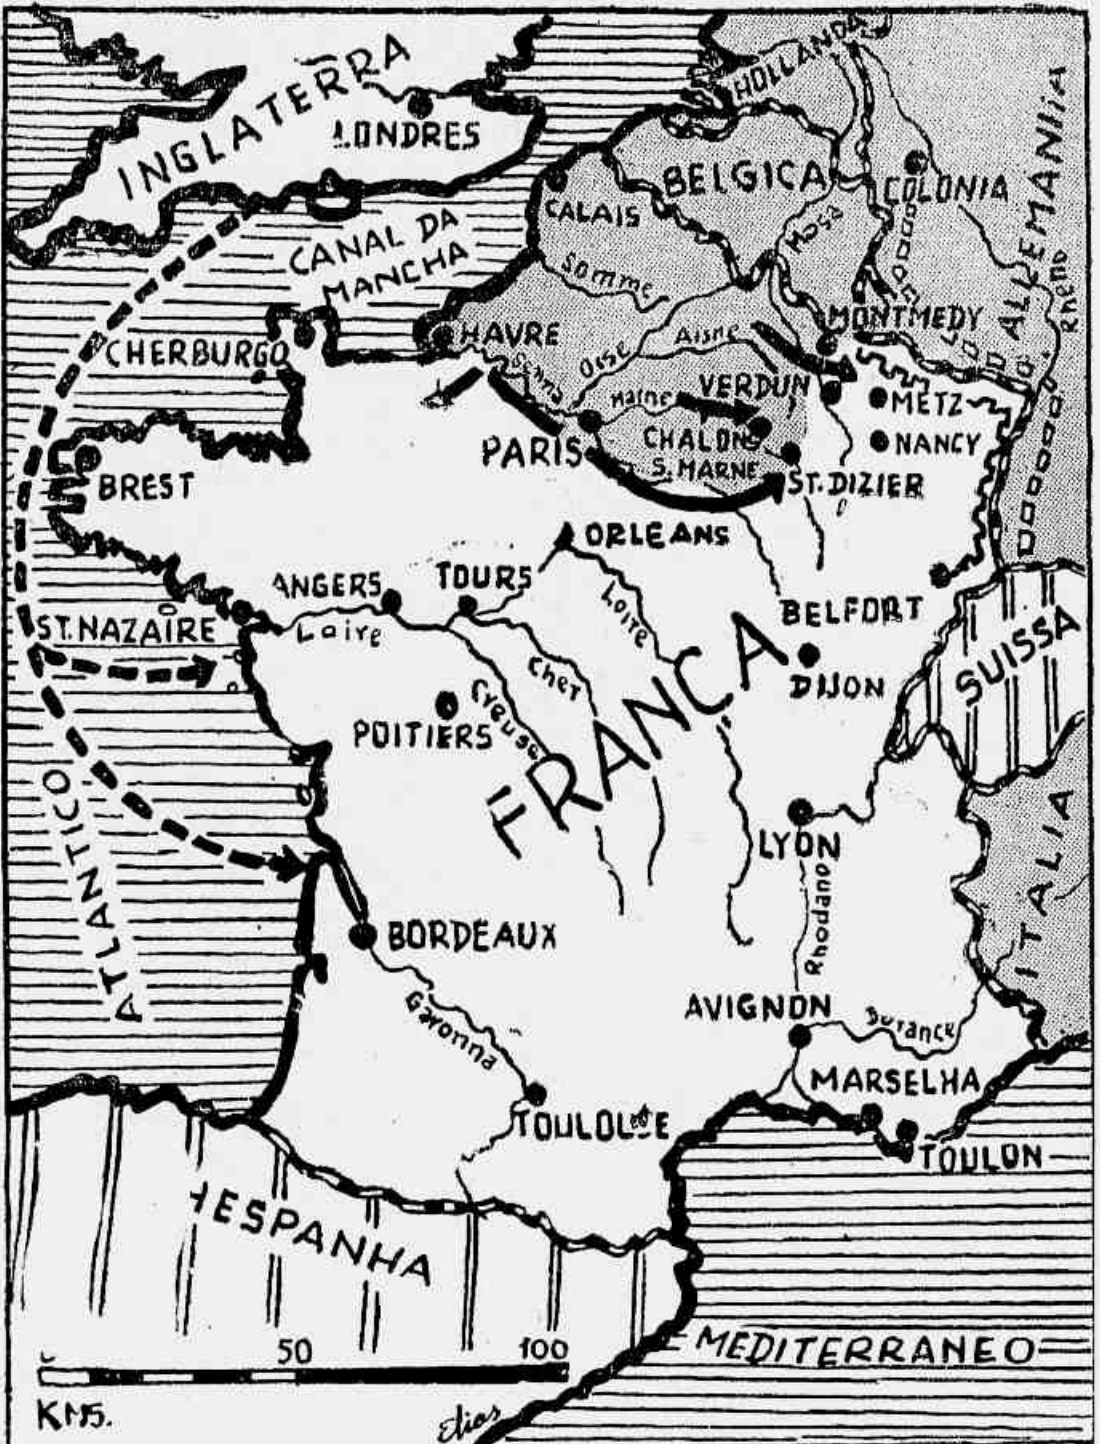 INGLATERRA
LONDRES
HOLLANDA
BELGICA
COLONIA
ALLEMANHA
Rheno
CALAIS
Mosa
CANAL DA
MANCHA
Somme
MONTMEDY
HAVRE
CHERBURGO
Senna
Oise
Aisne
Marne
VERDUN
METZ
PARIS
CHALONS
S. MARNE
NANCY
BREST
ST. DIZIER
ORLEANS
ANGERS
TOURS
BELFORT
Loire
ST. NAZAIRE
Loire
SUISSA
Cher
DIJON
Creuse
POITIERS
FRANCA
ATLANTICO
LYON
Rhodano
ITALIA
BORDEAUX
Garonna
AVIGNON
Durance
MARSELHA
TOULOUSE
TOULON
HESPANHA
MEDITERRANEO
50
100
KMS.
Elias